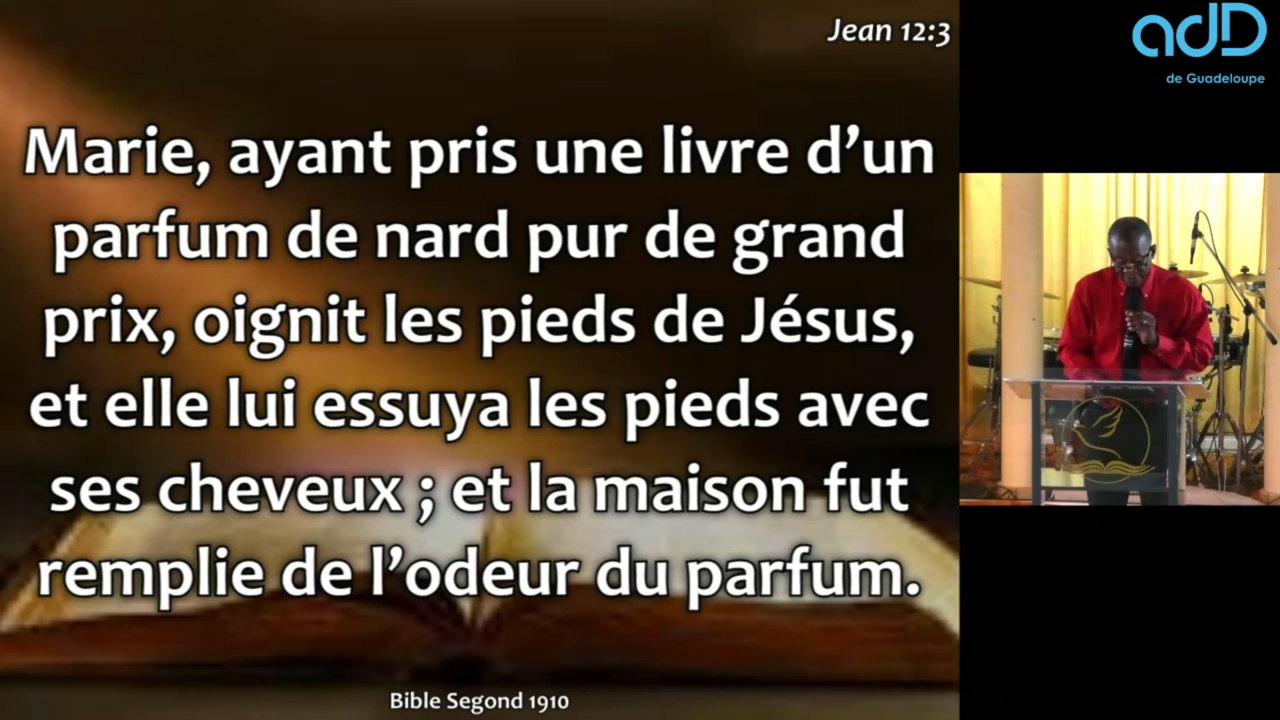 Jean 12:3
Marie, ayant pris une livre d’un
parfum de nard pur de grand
prix, oignit les pieds de Jésus,
et elle lui essuya les pieds avec
ses cheveux ; et la maison fut
remplie de l’odeur du parfum.
Bible Segond 1910
adD
de Guadeloupe